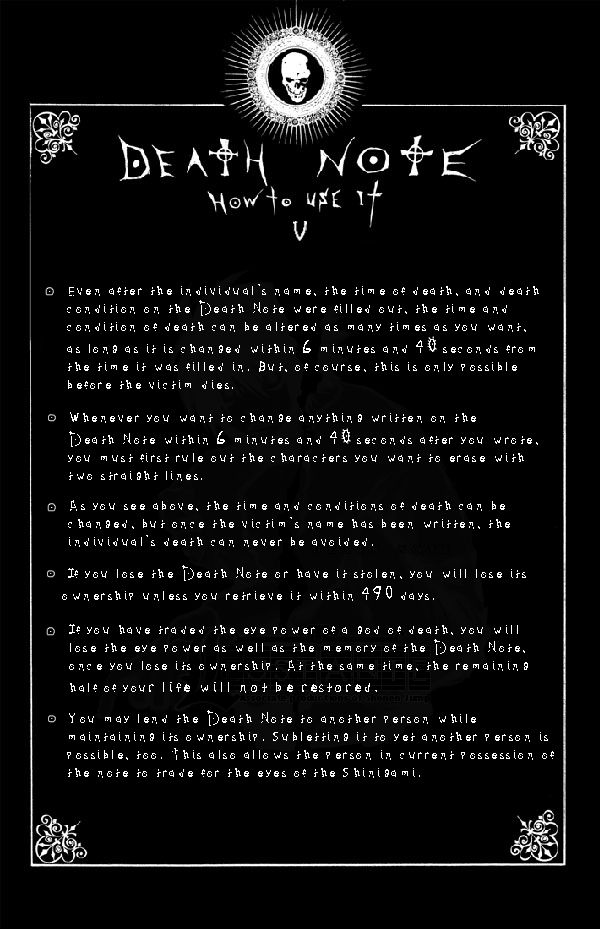 DEATH NOTE
HOW TO USE IT
V
Even after the individual's name, the time of death, and death
condition on the Death Note were filled out, the time and
condition of death can be altered as many times as you want,
as long as it is changed within 6 minutes and 40 seconds from
the time it was filled in. But, of course, this is only possible
before the victim dies.
Whenever you want to change anything written on the
Death Note within 6 minutes and 40 seconds after you wrote,
you must first rule out the characters you want to erase with
two straight lines.
As you see above, the time and conditions of death can be
changed, but once the victim's name has been written, the
individual's death can never be avoided.
If you lose the Death Note or have it stolen, you will lose its
ownership unless you retrieve it within 490 days.
If you have traded the eye power of a god of death, you will
lose the eye power as well as the memory of the Death Note,
once you lose its ownership. At the same time, the remaining
half of your life will not be restored.
You may lend the Death Note to another person while
maintaining its ownership. Subletting it to yet another person is
possible, too. This also allows the person in current possession of
the note to trade for the eyes of the Shinigami.